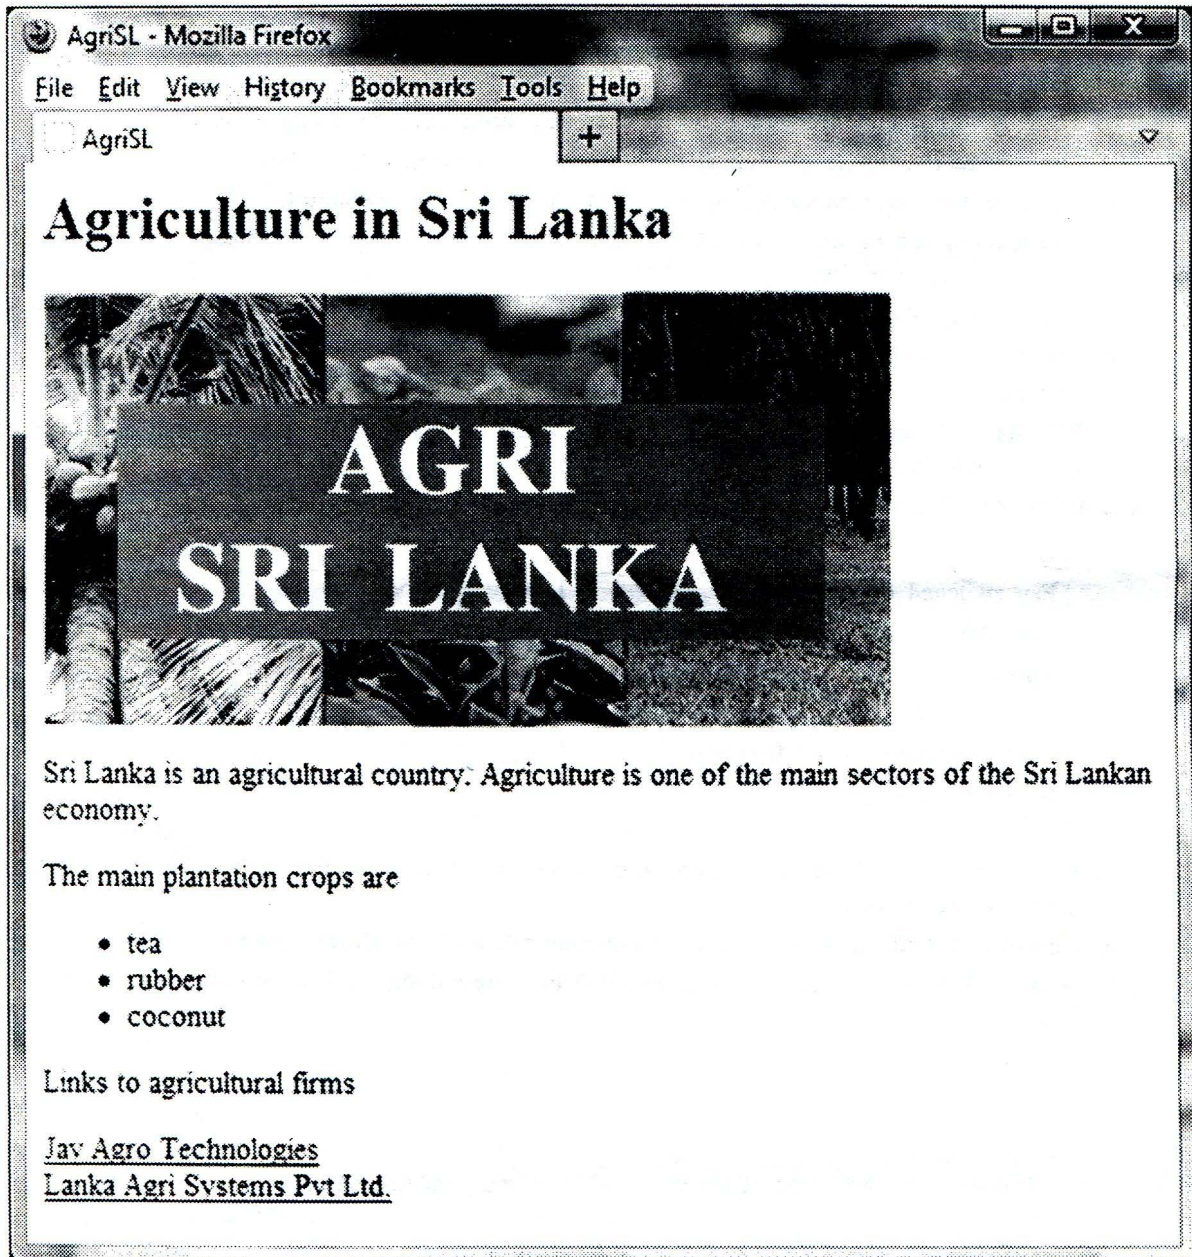 AgriSL - Mozilla Firefox
File Edit View History Bookmarks Tools Help
AgriSL
Agriculture in Sri Lanka
AGRI
SRI LANKA
Sri Lanka is an agricultural country. Agriculture is one of the main sectors of the Sri Lankan
economy.
The main plantation crops are
• tea
• rubber
• coconut
Links to agricultural firms
Jay Agro Technologies
Lanka Agri Systems Pvt Ltd.